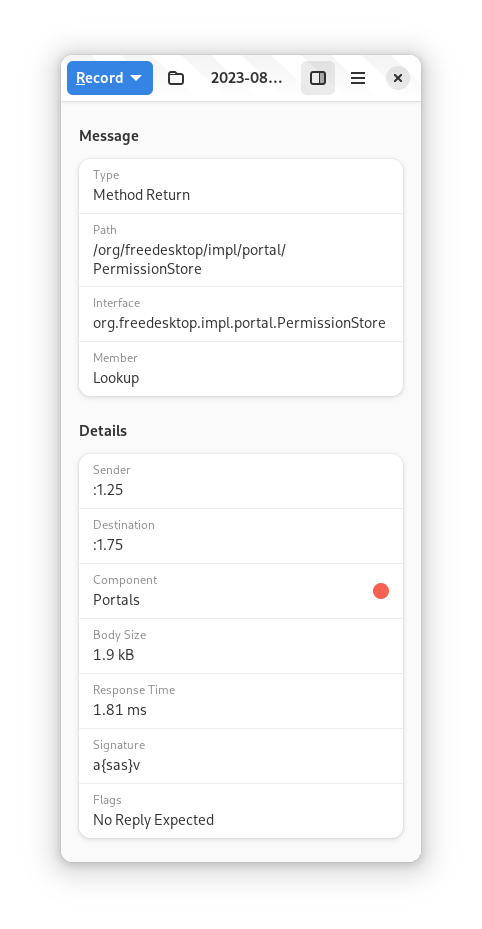 Record
2023-08...
Message
Type
Method Return
Path
/org/freedesktop/impl/portal/
PermissionStore
Interface
org.freedesktop.impl.portal.PermissionStore
Member
Lookup
Details
Sender
:1.25
Destination
:1.75
Component
Portals
Body Size
1.9 kB
Response Time
1.81 ms
Signature
a{sas}v
Flags
No Reply Expected